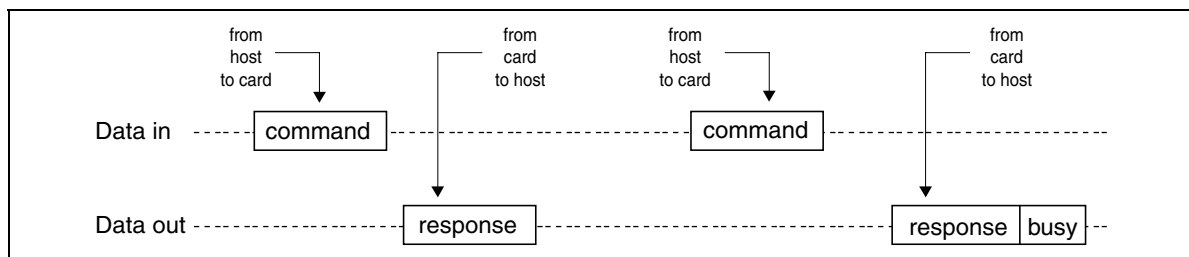 from
host
to card
from
card
to host
from
host
to card
from
card
to host
Data in
command
command
Data out
response
response
busy